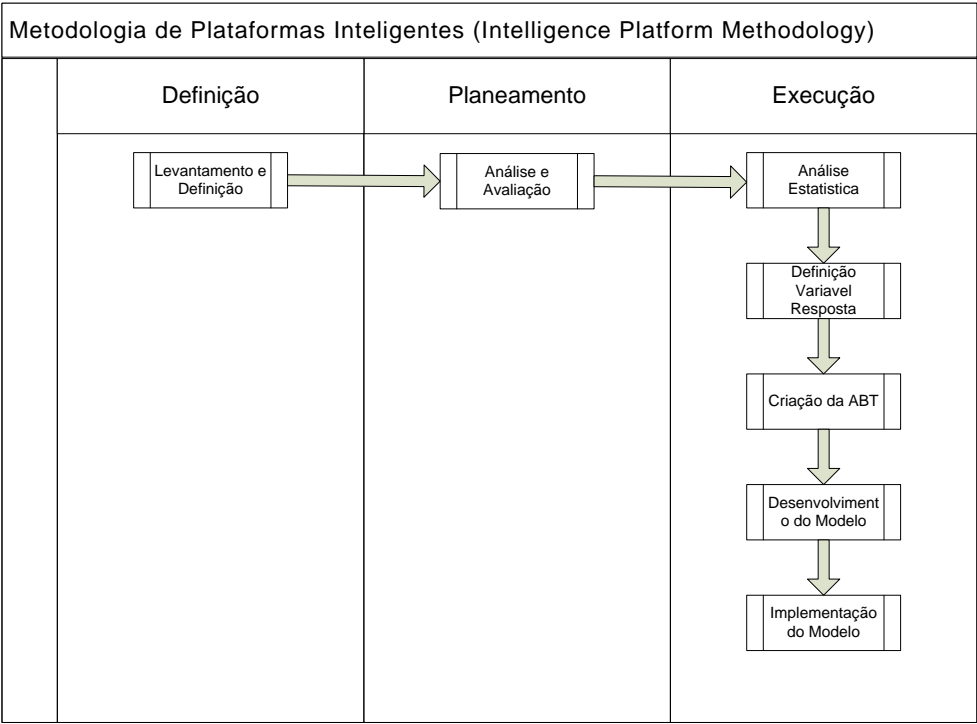 Metodologia de Plataformas Inteligentes (Intelligence Platform Methodology)
Definição
Planeamento
Execução
Levantamento e
Definição
Análise e
Avaliação
Análise
Estatistica
Definição
Variavel
Resposta
Criação da ABT
Desenvolviment
o do Modelo
Implementação
do Modelo